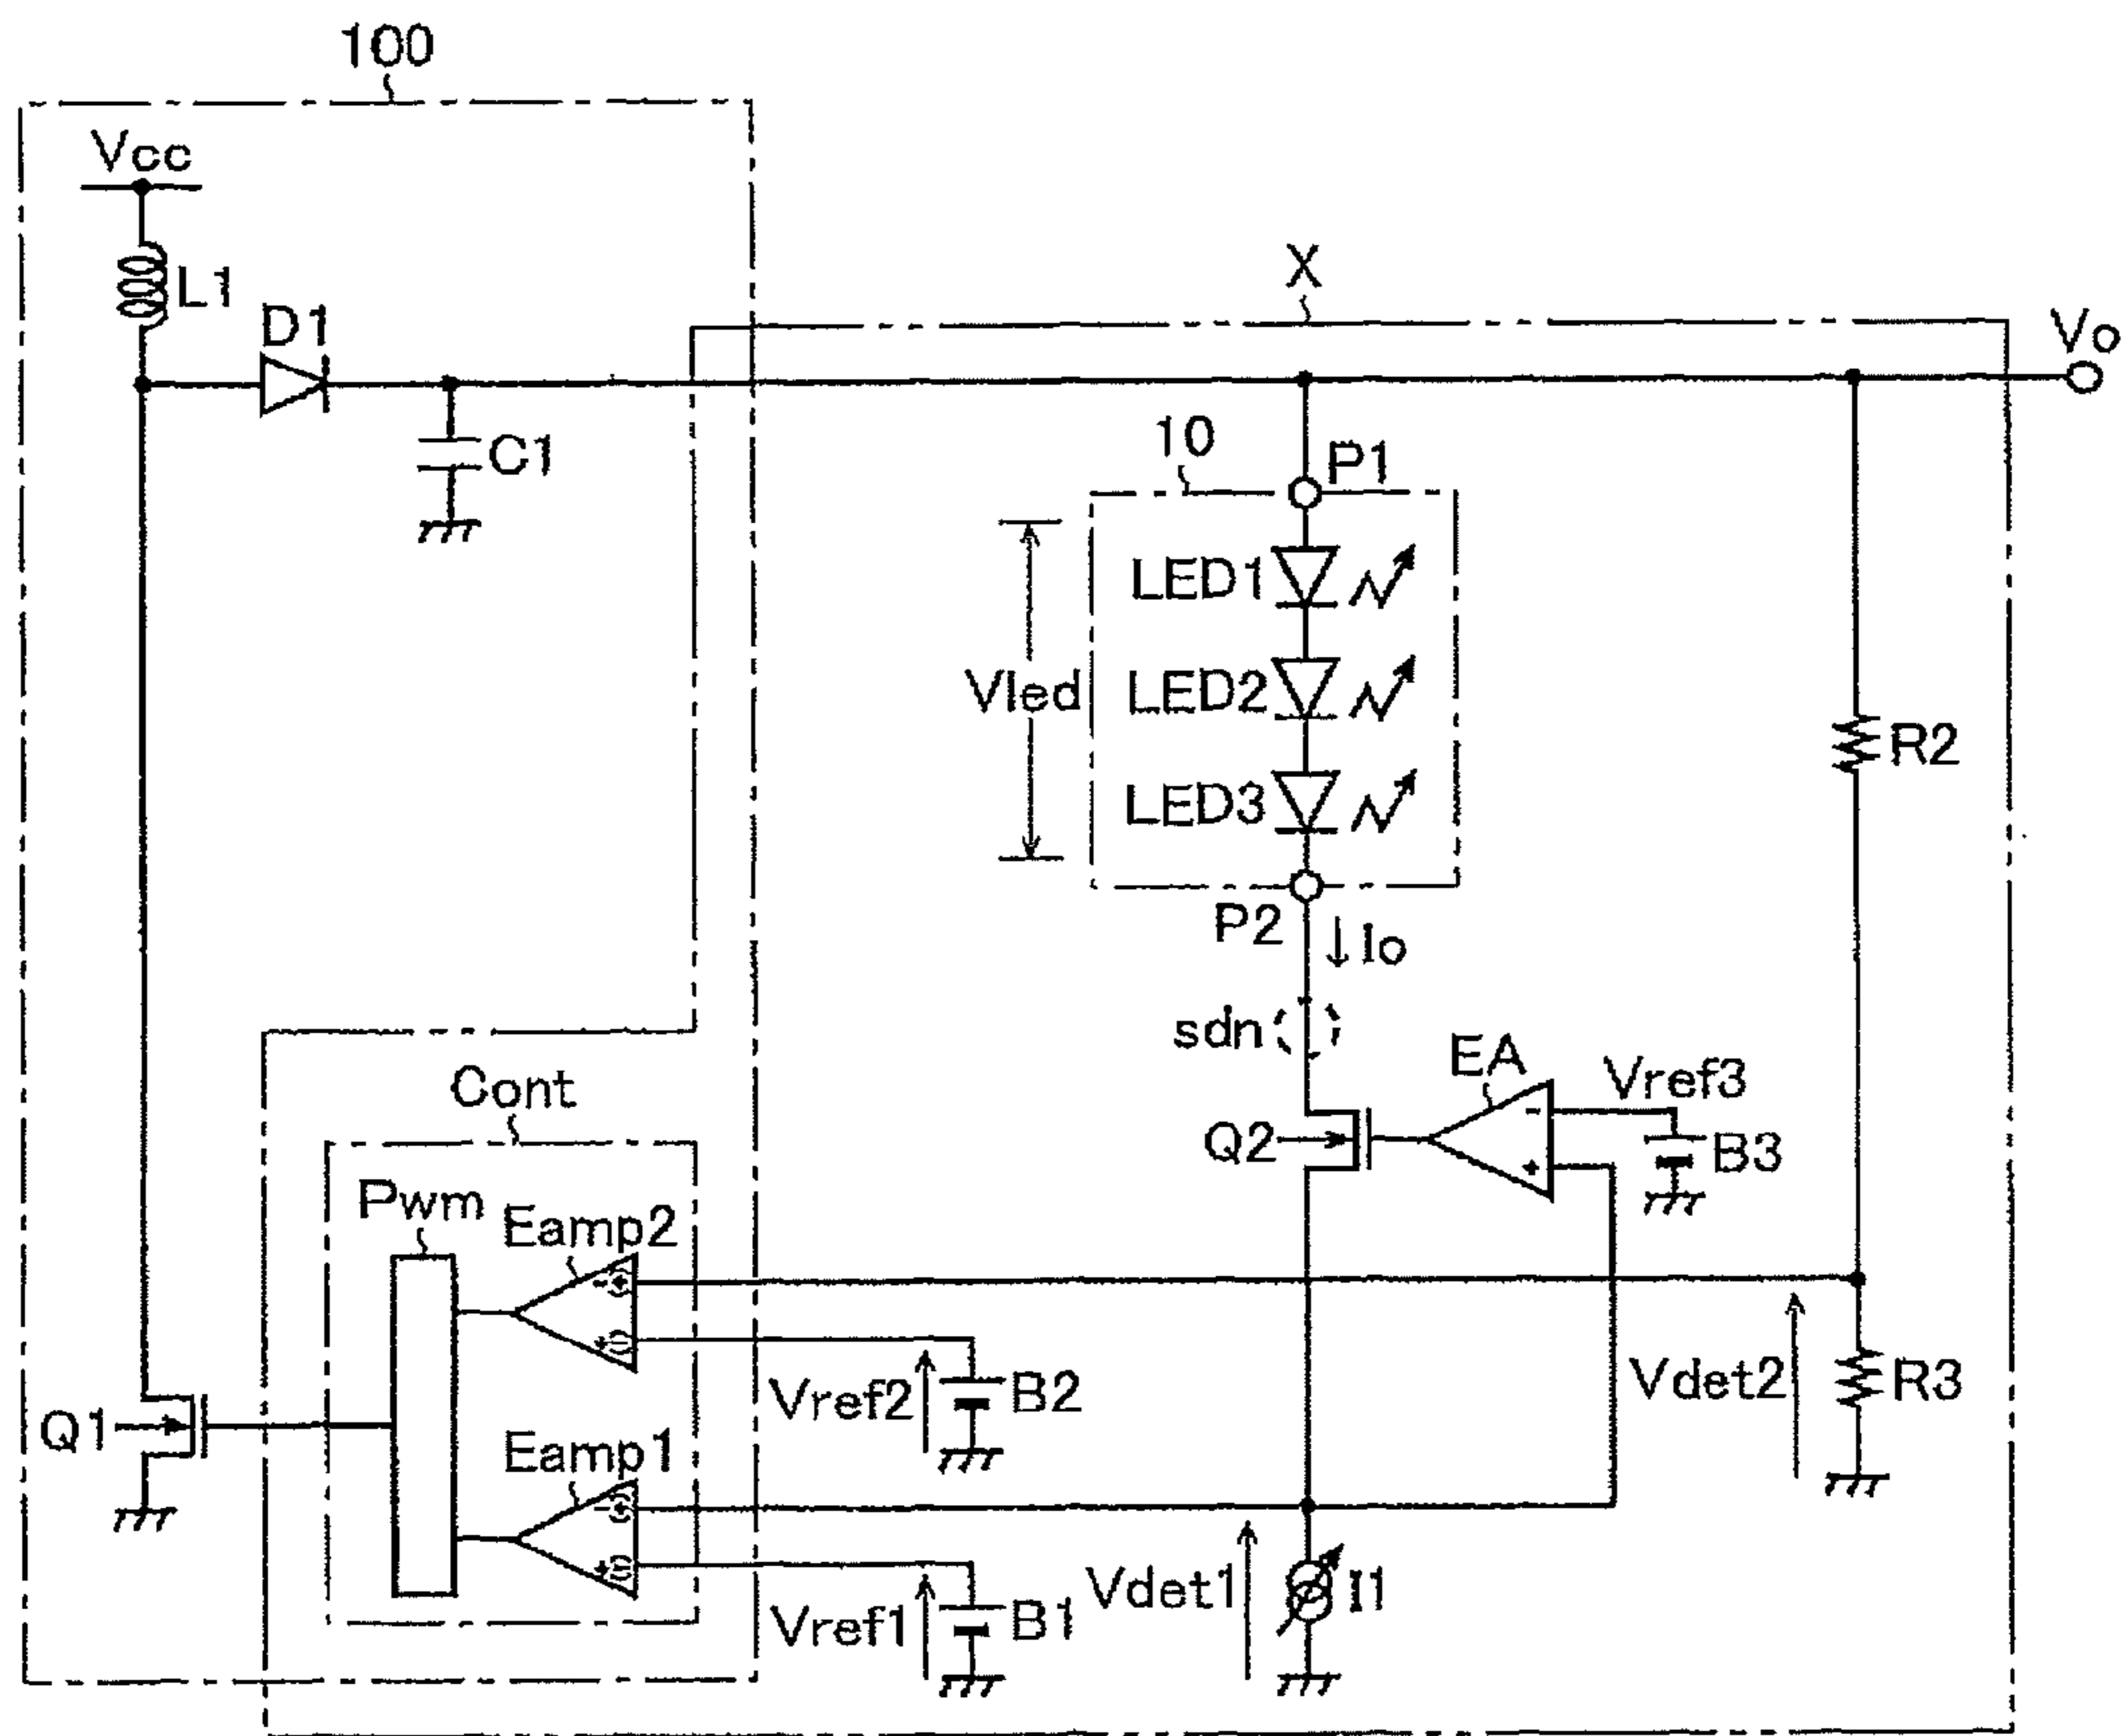 100
Vcc
L1
D1
X
Vo
C1
10
P1
LED1
Vled
LED2
R2
LED3
P2
Io
sdn
EA
Vref3
Cont
Q2
B3
Pwm
Eamp2
- (+)
+ (-)
-
+
Vref2
B2
Vdet2
R3
Q1
Eamp1
- (+)
+ (-)
Vref1
B1
Vdet1
I1